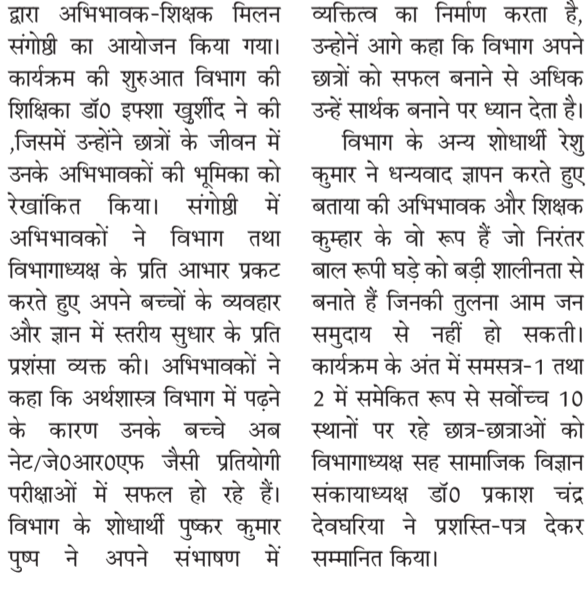 द्वारा अभिभावक-शिक्षक मिलन
संगोष्ठी का आयोजन किया गया।
कार्यक्रम की शुरुआत विभाग की
शिक्षिका डॉ0 इफ्शा खुर्शीद ने की
,जिसमें उन्होंने छात्रों के जीवन में
उनके अभिभावकों की भूमिका को
रेखांकित किया। संगोष्ठी में
अभिभावकों ने विभाग तथा
विभागाध्यक्ष के प्रति आभार प्रकट
करते हुए अपने बच्चों के व्यवहार
और ज्ञान में स्तरीय सुधार के प्रति
प्रशंसा व्यक्त की। अभिभावकों ने
कहा कि अर्थशास्त्र विभाग में पढ़ने
के कारण उनके बच्चे अब
नेट/जे0आर0एफ जैसी प्रतियोगी
परीक्षाओं में सफल हो रहे हैं।
विभाग के शोधार्थी पुष्कर कुमार
पुष्प ने अपने संभाषण में
व्यक्तित्व का निर्माण करता है,
उन्होनें आगे कहा कि विभाग अपने
छात्रों को सफल बनाने से अधिक
उन्हें सार्थक बनाने पर ध्यान देता है।
विभाग के अन्य शोधार्थी रेशु
कुमार ने धन्यवाद ज्ञापन करते हुए
बताया की अभिभावक और शिक्षक
कुम्हार के वो रूप हैं जो निरंतर
बाल रूपी घड़े को बड़ी शालीनता से
बनाते हैं जिनकी तुलना आम जन
समुदाय से नहीं हो सकती।
कार्यक्रम के अंत में समसत्र-1 तथा
2 में समेकित रूप से सर्वोच्च 10
स्थानों पर रहे छात्र-छात्राओं को
विभागाध्यक्ष सह सामाजिक विज्ञान
संकायाध्यक्ष डॉ0 प्रकाश चंद्र
देवघरिया ने प्रशस्ति-पत्र देकर
सम्मानित किया।